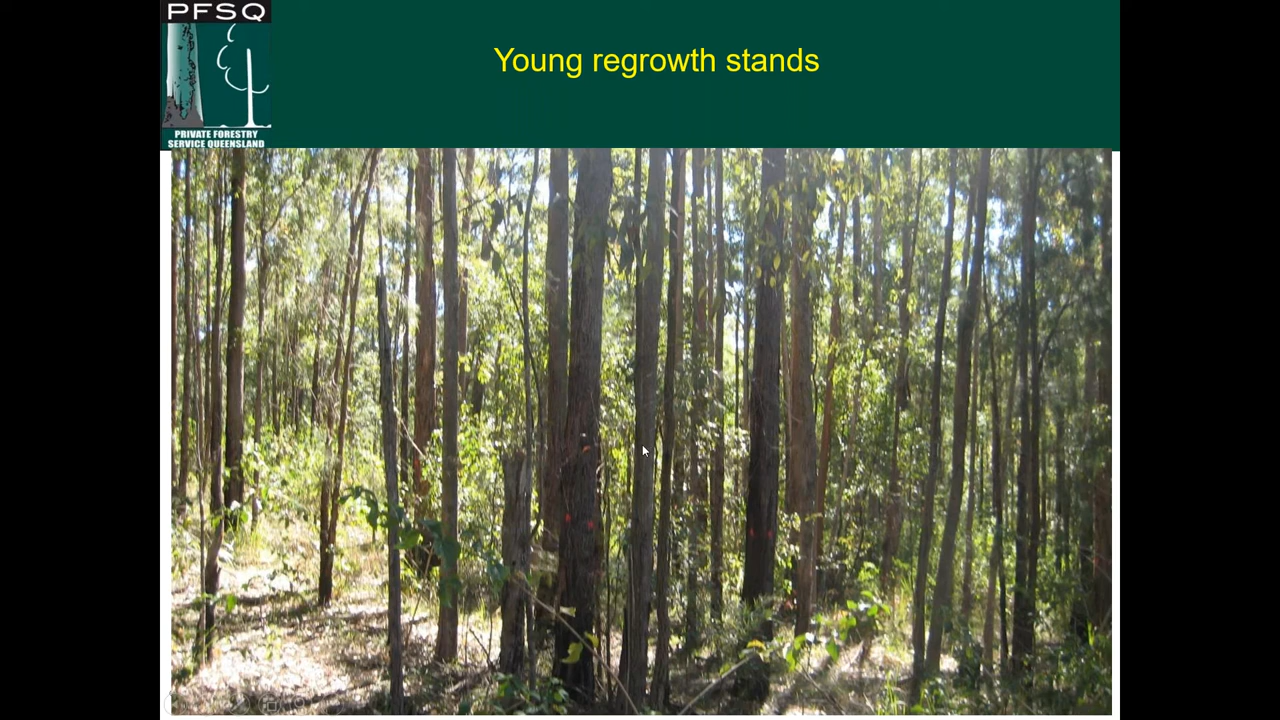 PFSQ
PRIVATE FORESTRY
SERVICE QUEENSLAND
Young regrowth stands